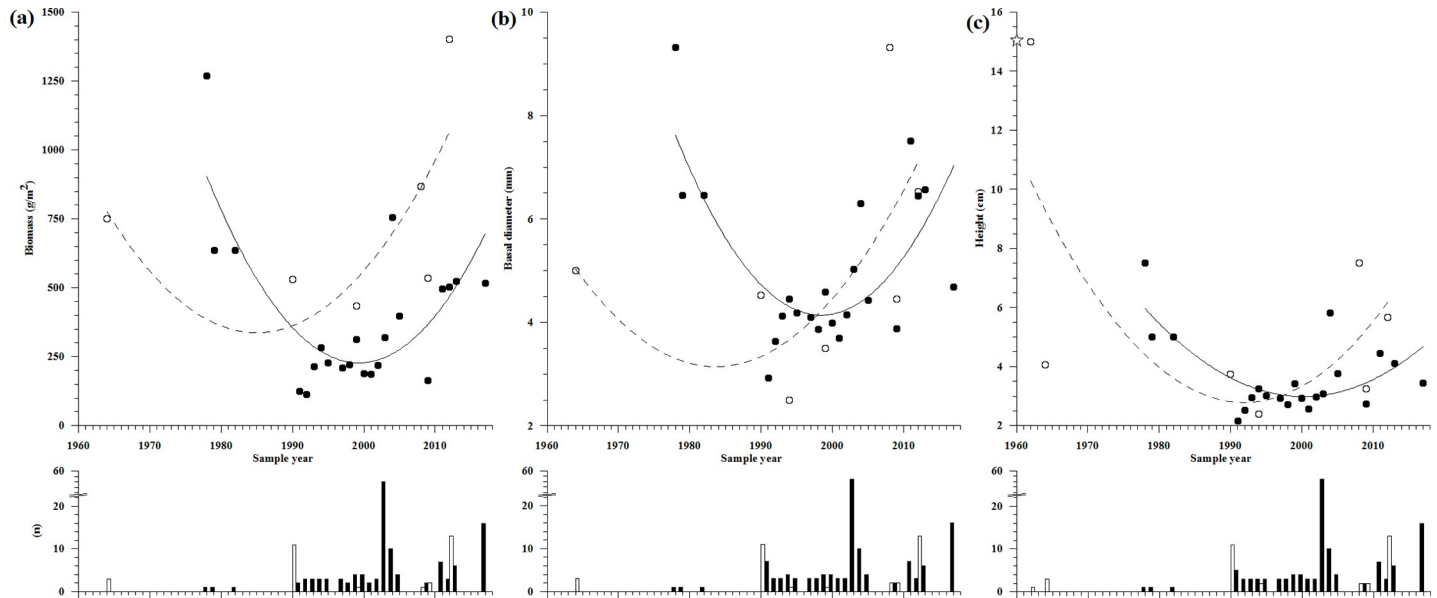 (a)
1500
1250
1000
750
500
250
0
Biomass (g/m2)
1960 1970 1980 1990 2000 2010
Sample year
(b)
10
8
6
4
2
Basal diameter (mm)
1960 1970 1980 1990 2000 2010
Sample year
(c)
16
14
12
10
8
6
4
2
Height (cm)
1960 1970 1980 1990 2000 2010
Sample year
60
20
10
0
(n)
60
20
10
0
60
20
10
0